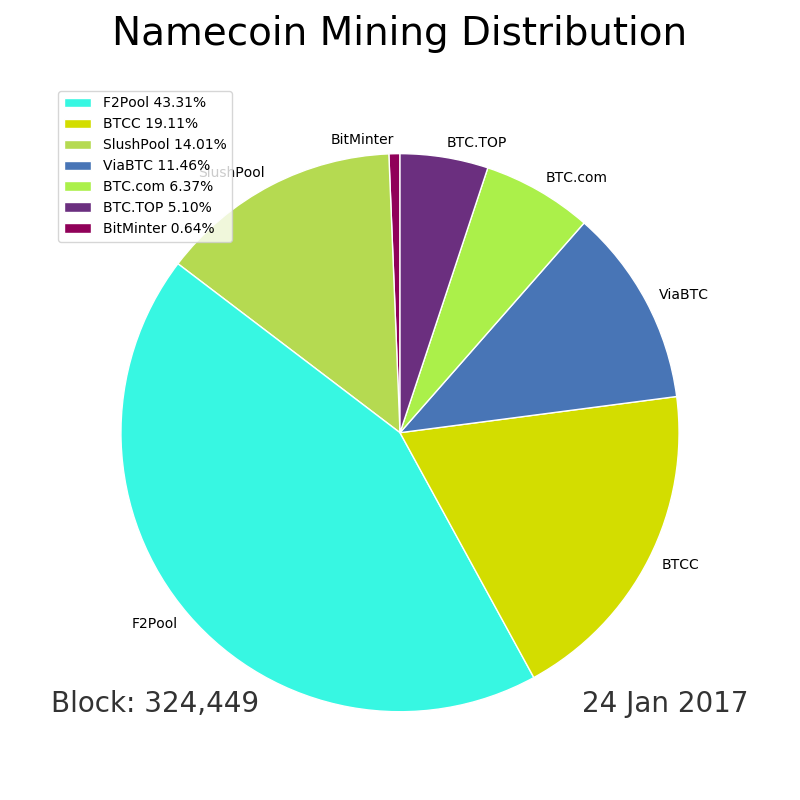 Namecoin Mining Distribution
F2Pool 43.31%
BTCC 19.11%
SlushPool 14.01%
ViaBTC 11.46%
BTC.com 6.37%
BTC.TOP 5.10%
BitMinter 0.64%
BitMinter
BTC.TOP
SlushPool
BTC.com
ViaBTC
BTCC
F2Pool
Block: 324,449
24 Jan 2017